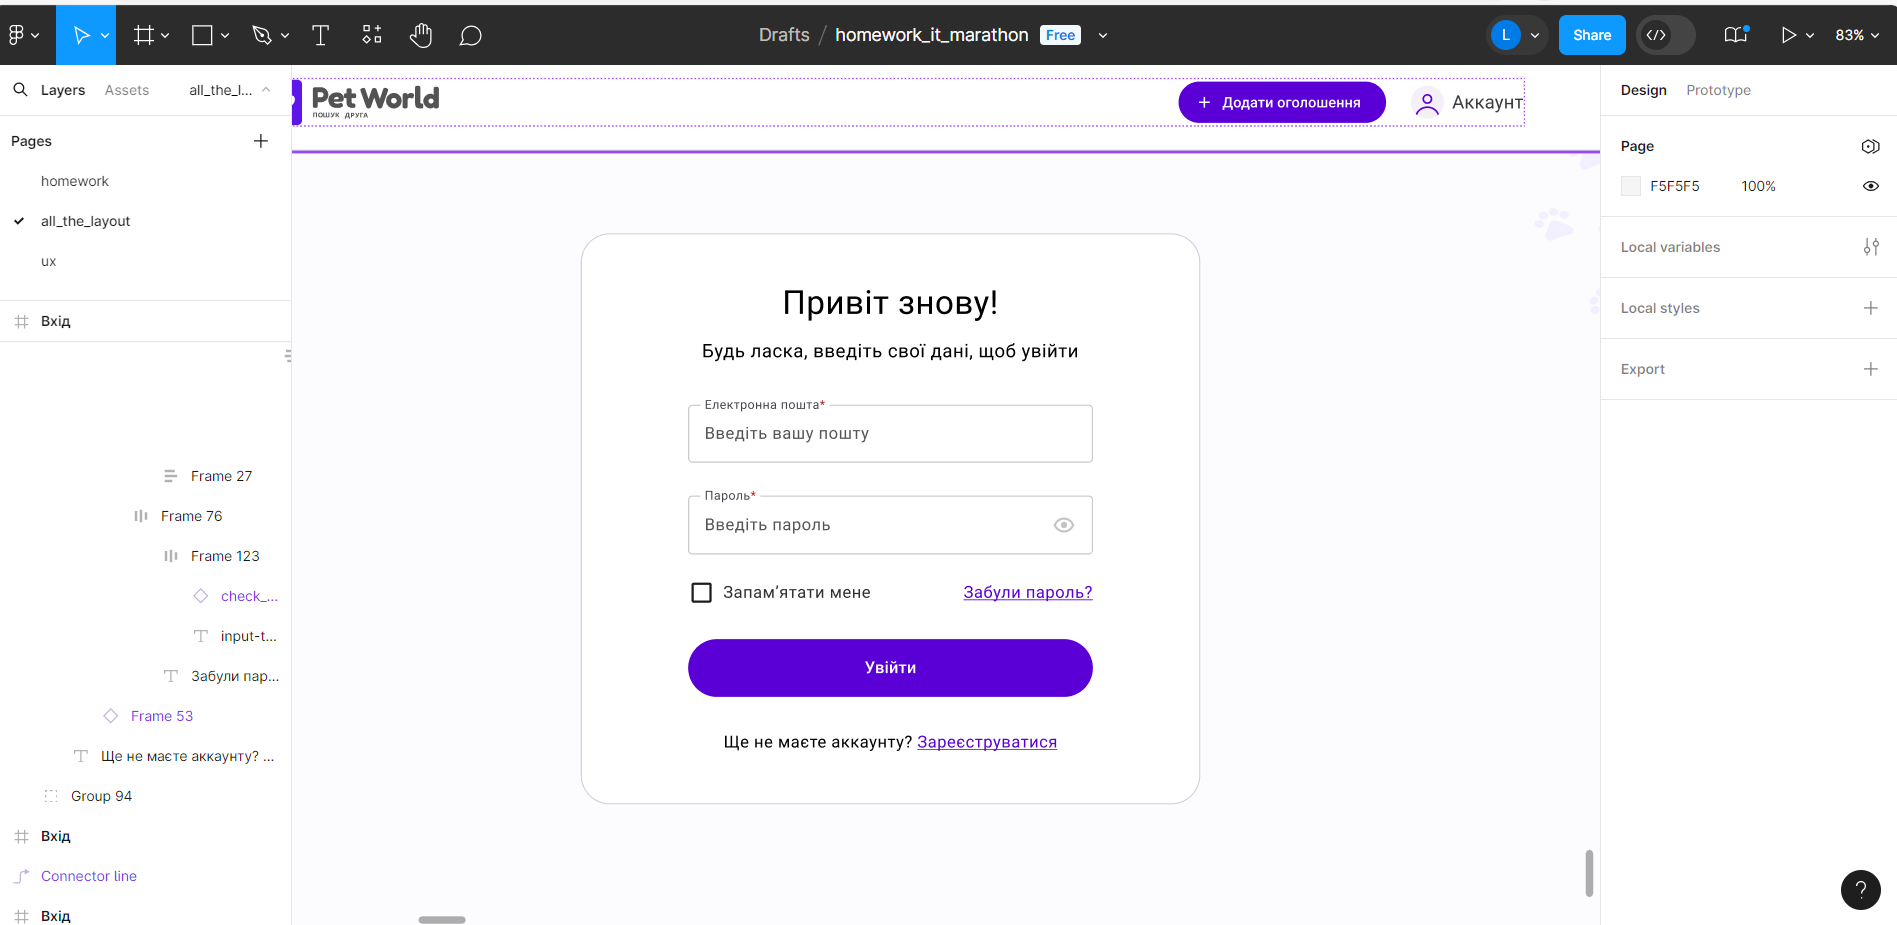 Drafts / homework_it_marathon Free
L
Share
83%
Layers Assets all_the_l...
Pages
homework
all_the_layout
ux
Вхід
Frame 27
Frame 76
Frame 123
check_...
input-t...
Забули пар...
Frame 53
Ще не маєте аккаунту? ...
Group 94
Вхід
Connector line
Вхід
Pet World
ПОШУК ДРУГА
+ Додати оголошення
Аккаунт
Привіт знову!
Будь ласка, введіть свої дані, щоб увійти
Електронна пошта*
Введіть вашу пошту
Пароль*
Введіть пароль
Запам’ятати мене
Забули пароль?
Увійти
Ще не маєте аккаунту? Зареєструватися
Design Prototype
Page
F5F5F5 100%
Local variables
Local styles
Export
?